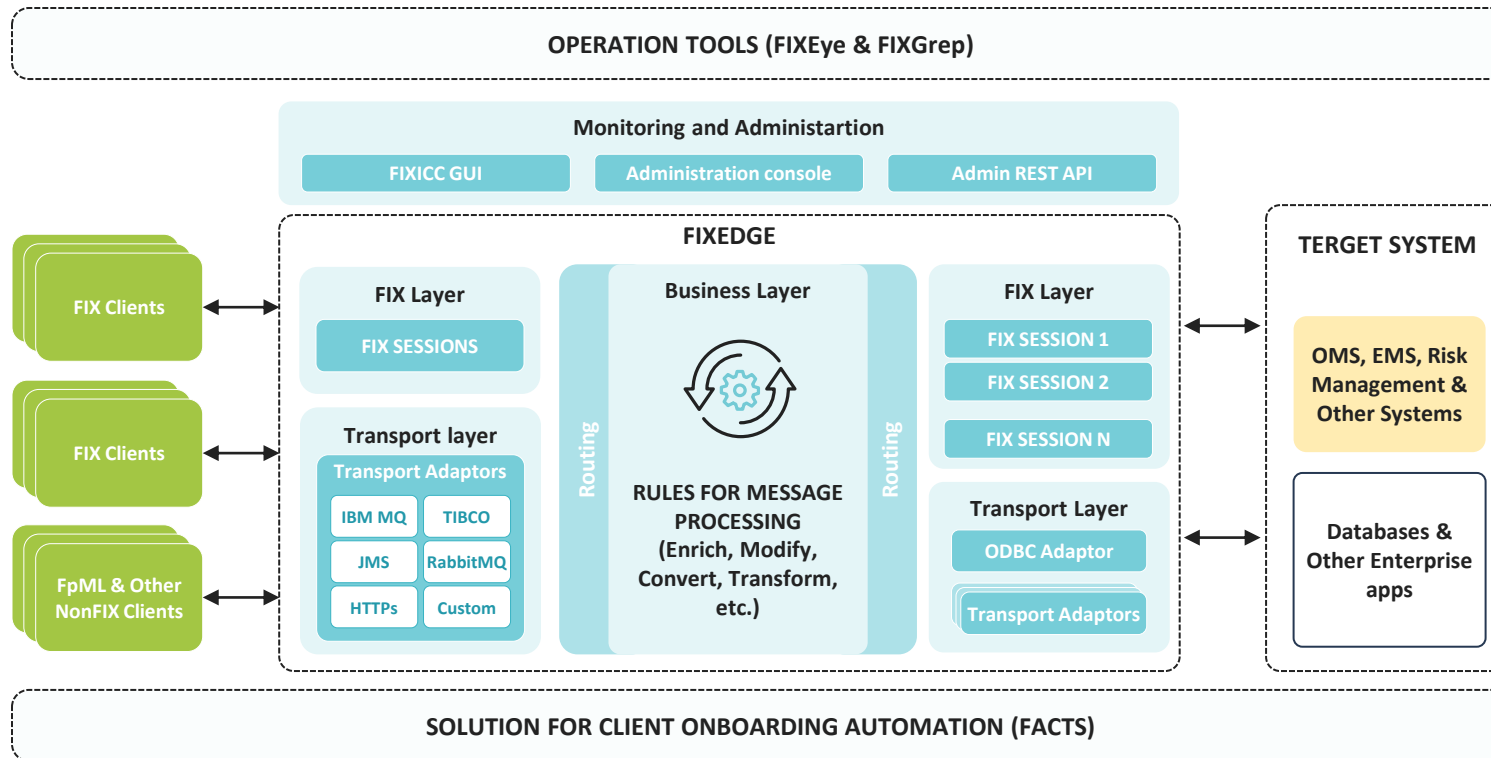 OPERATION TOOLS (FIXEye & FIXGrep)
Monitoring and Administartion
FIXICC GUI
Administration console
Admin REST API
FIX Clients
FIX Clients
FpML & Other
NonFIX Clients
FIXEDGE
FIX Layer
FIX SESSIONS
Transport layer
Transport Adaptors
IBM MQ
TIBCO
JMS
RabbitMQ
HTTPs
Custom
Routing
Business Layer
RULES FOR MESSAGE
PROCESSING
(Enrich, Modify,
Convert, Transform,
etc.)
Routing
FIX Layer
FIX SESSION 1
FIX SESSION 2
FIX SESSION N
Transport Layer
ODBC Adaptor
Transport Adaptors
TERGET SYSTEM
OMS, EMS, Risk
Management &
Other Systems
Databases &
Other Enterprise
apps
SOLUTION FOR CLIENT ONBOARDING AUTOMATION (FACTS)